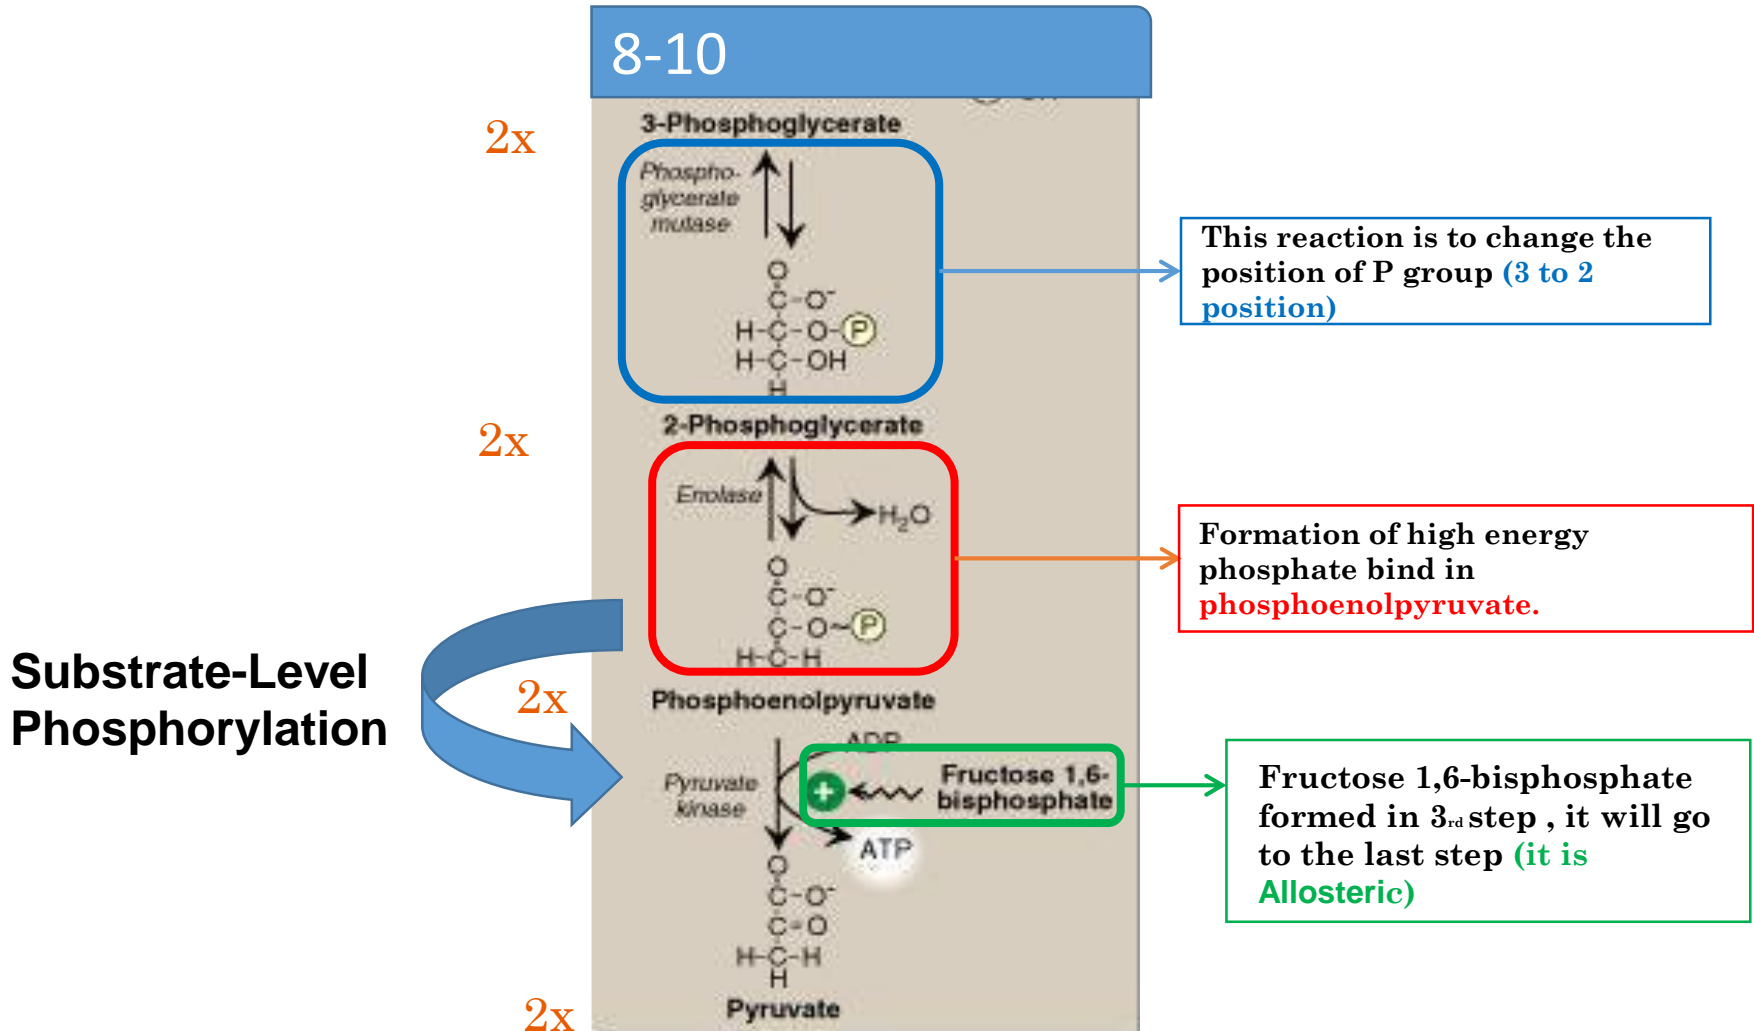 8-10
2x
3-Phosphoglycerate
Phospho-
glycerate
mutase
O
C-O-
H-C-O-P
H-C-OH
H
This reaction is to change the
position of P group (3 to 2
position)
2x
2-Phosphoglycerate
Enolase
H2O
O
C-O-
C-O~P
H-C-H
Formation of high energy
phosphate bind in
phosphoenolpyruvate.
Substrate-Level
Phosphorylation
2x
Phosphoenolpyruvate
ADP
Pyruvate
kinase
+
Fructose 1,6-
bisphosphate
ATP
O
C-O-
C=O
H-C-H
H
Fructose 1,6-bisphosphate
formed in 3rd step , it will go
to the last step (it is
Allosteric)
2x
Pyruvate